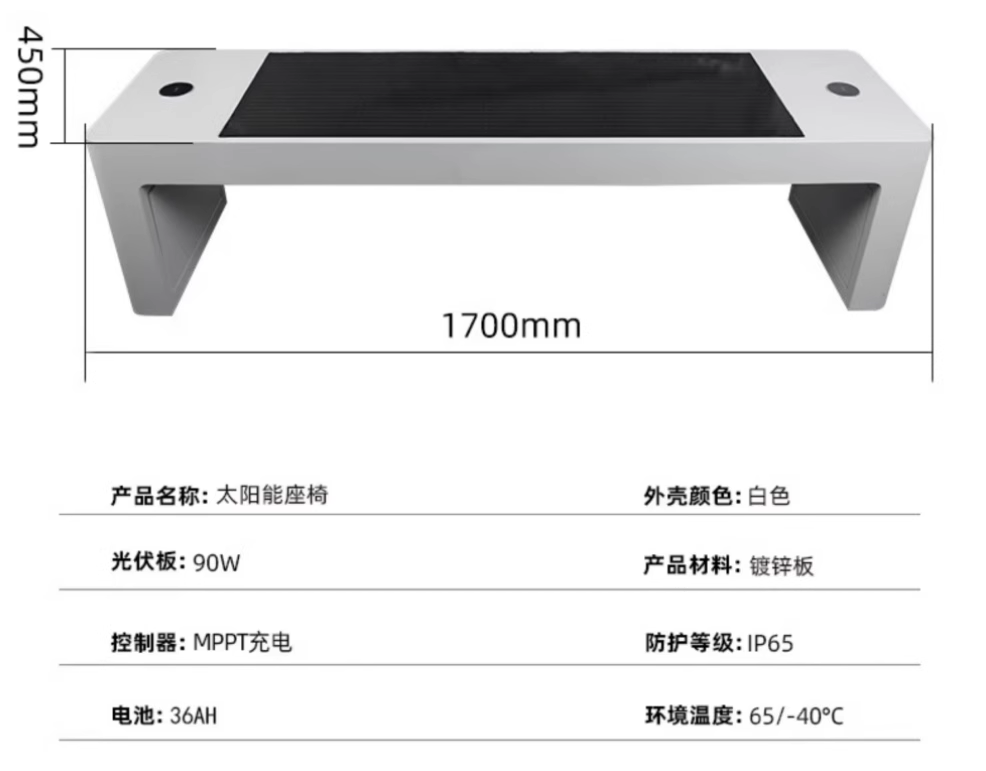 450mm
1700mm
产品名称: 太阳能座椅
外壳颜色: 白色
光伏板: 90W
产品材料: 镀锌板
控制器: MPPT充电
防护等级: IP65
电池: 36AH
环境温度: 65/-40℃